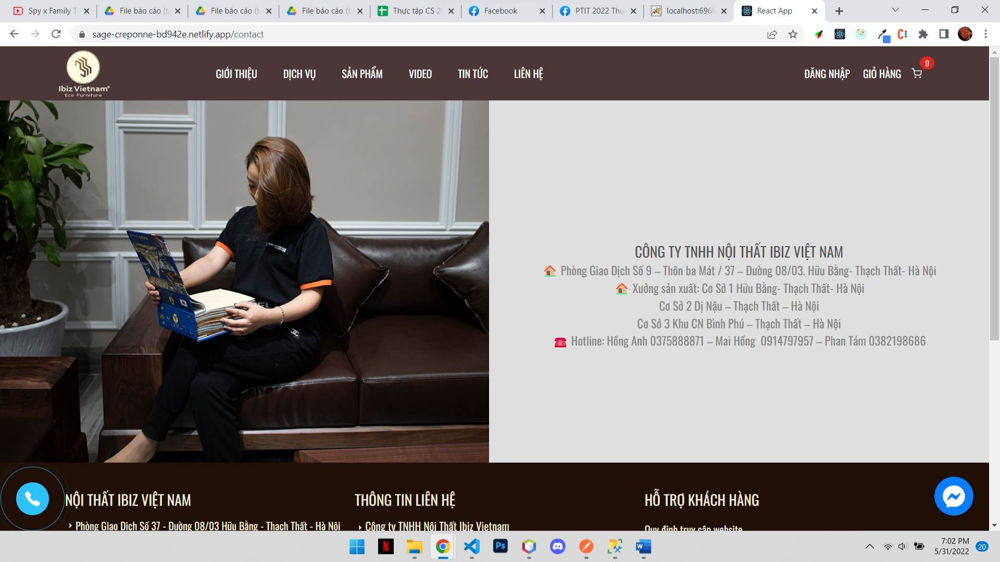 Spy x Family T
File báo cáo (t
File báo cáo (t
File báo cáo (t
Thực tập CS 20
Facebook
PTIT 2022 Thu
localhost:6969
React App
sage-creponne-bd942e.netlify.app/contact
Ibiz Vietnam
Eco Furniture
GIỚI THIỆU
DỊCH VỤ
SẢN PHẨM
VIDEO
TIN TỨC
LIÊN HỆ
ĐĂNG NHẬP
GIỎ HÀNG
0
CÔNG TY TNHH NỘI THẤT IBIZ VIỆT NAM
Phòng Giao Dịch Số 9 – Thôn ba Mát / 37 – Đường 08/03. Hữu Bằng- Thạch Thất- Hà Nội
Xưởng sản xuất: Cơ Sở 1 Hữu Bằng- Thạch Thất- Hà Nội
Cơ Sở 2 Dị Nậu – Thạch Thất – Hà Nội
Cơ Sở 3 Khu CN Bình Phú – Thạch Thất – Hà Nội
Hotline: Hồng Anh 0375888871 – Mai Hồng 0914797957 – Phan Tám 0382198686
NỘI THẤT IBIZ VIỆT NAM
Phòng Giao Dịch Số 37 - Đường 08/03 Hữu Bằng - Thạch Thất - Hà Nội
THÔNG TIN LIÊN HỆ
Công ty TNHH Nội Thất Ibiz Vietnam
HỖ TRỢ KHÁCH HÀNG
Quy định truy cập website
7:02 PM
5/31/2022
20